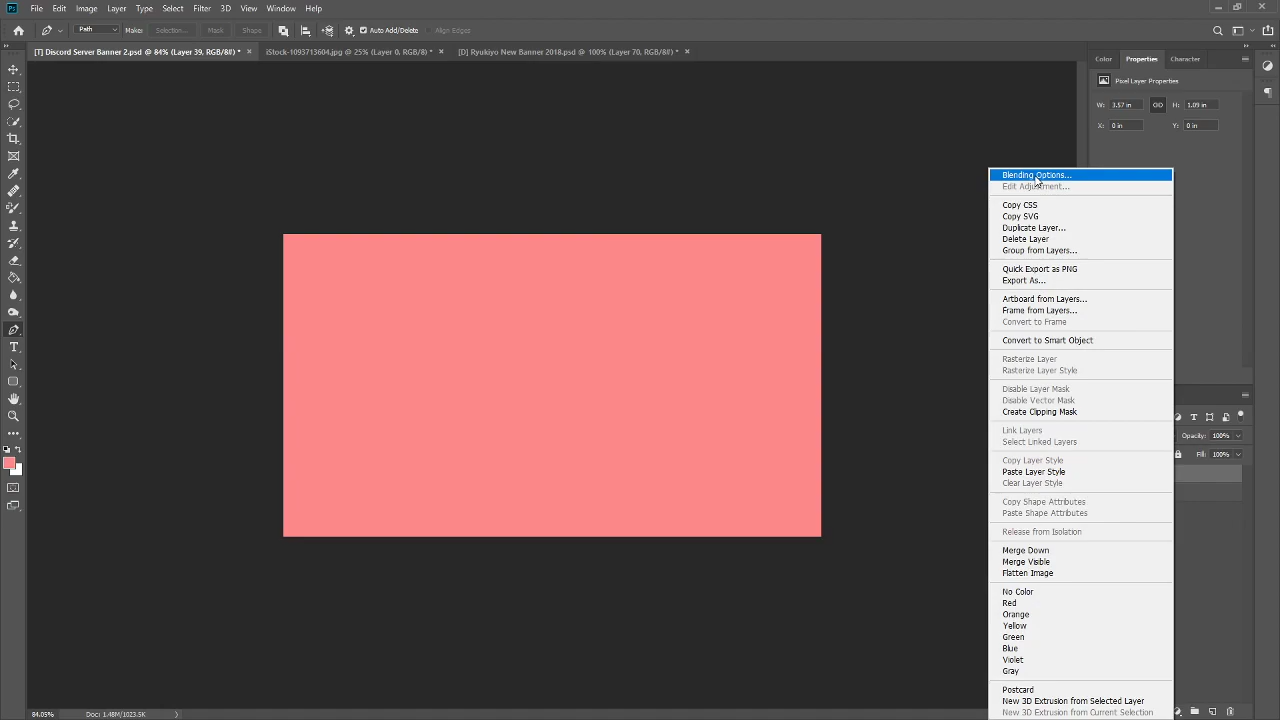 Ps File Edit Image Layer Type Select Filter 3D View Window Help
Path Make: Selection... Mask Shape Auto Add/Delete Align Edges
[T] Discord Server Banner 2.psd @ 84% (Layer 39, RGB/8#) * × iStock-1093713604.jpg @ 25% (Layer 0, RGB/8) * × [D] Ryukiyo New Banner 2018.psd @ 100% (Layer 70, RGB/8#) * ×
Color Properties Character
Pixel Layer Properties
W: 3.57 in H: 1.09 in
X: 0 in Y: 0 in
Blending Options...
Edit Adjustment...
Copy CSS
Copy SVG
Duplicate Layer...
Delete Layer
Group from Layers...
Quick Export as PNG
Export As...
Artboard from Layers...
Frame from Layers...
Convert to Frame
Convert to Smart Object
Rasterize Layer
Rasterize Layer Style
Disable Layer Mask
Disable Vector Mask
Create Clipping Mask
Link Layers
Select Linked Layers
Copy Layer Style
Paste Layer Style
Clear Layer Style
Copy Shape Attributes
Paste Shape Attributes
Release from Isolation
Merge Down
Merge Visible
Flatten Image
No Color
Red
Orange
Yellow
Green
Blue
Violet
Gray
Postcard
New 3D Extrusion from Selected Layer
New 3D Extrusion from Current Selection
Opacity: 100%
Fill: 100%
84.05% Doc: 1.48M/1023.5K